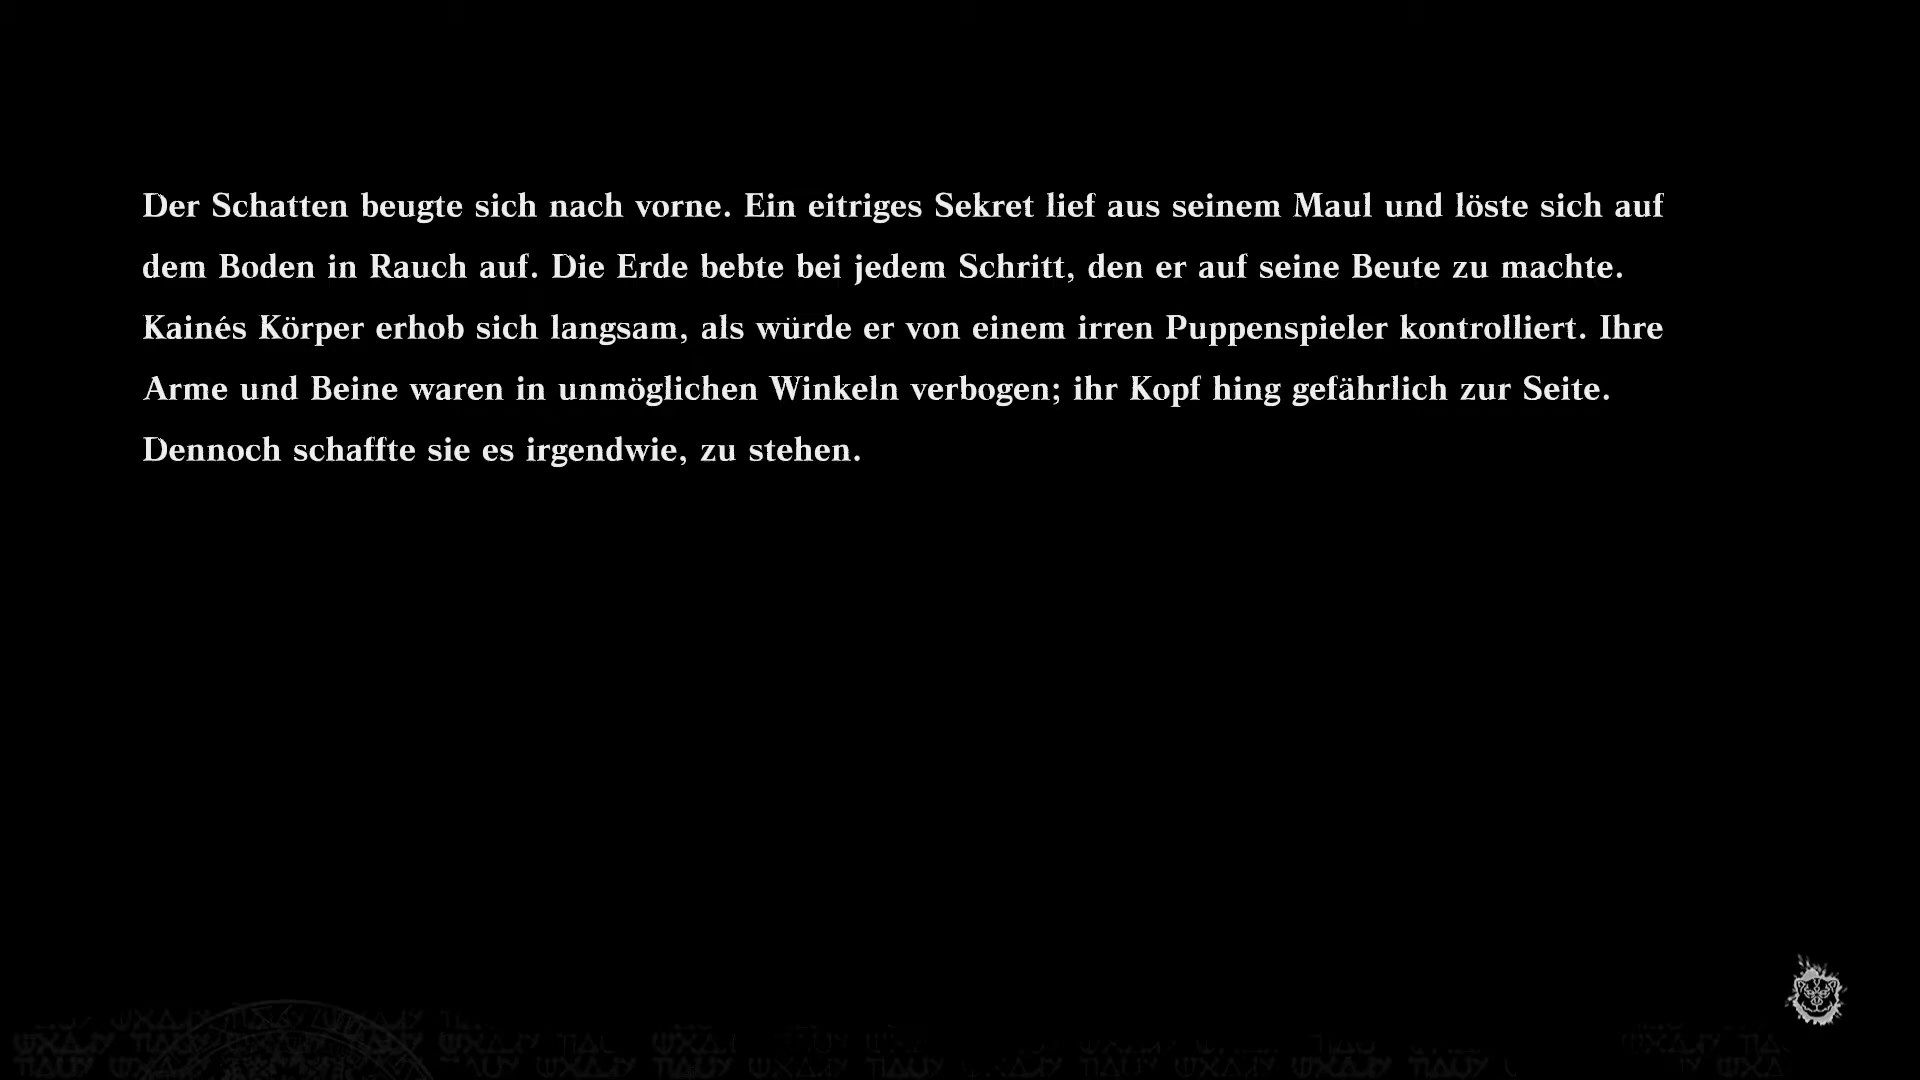 Der Schatten beugte sich nach vorne. Ein eitriges Sekret lief aus seinem Maul und löste sich auf
dem Boden in Rauch auf. Die Erde bebte bei jedem Schritt, den er auf seine Beute zu machte.
Kainés Körper erhob sich langsam, als würde er von einem irren Puppenspieler kontrolliert. Ihre
Arme und Beine waren in unmöglichen Winkeln verbogen; ihr Kopf hing gefährlich zur Seite.
Dennoch schaffte sie es irgendwie, zu stehen.